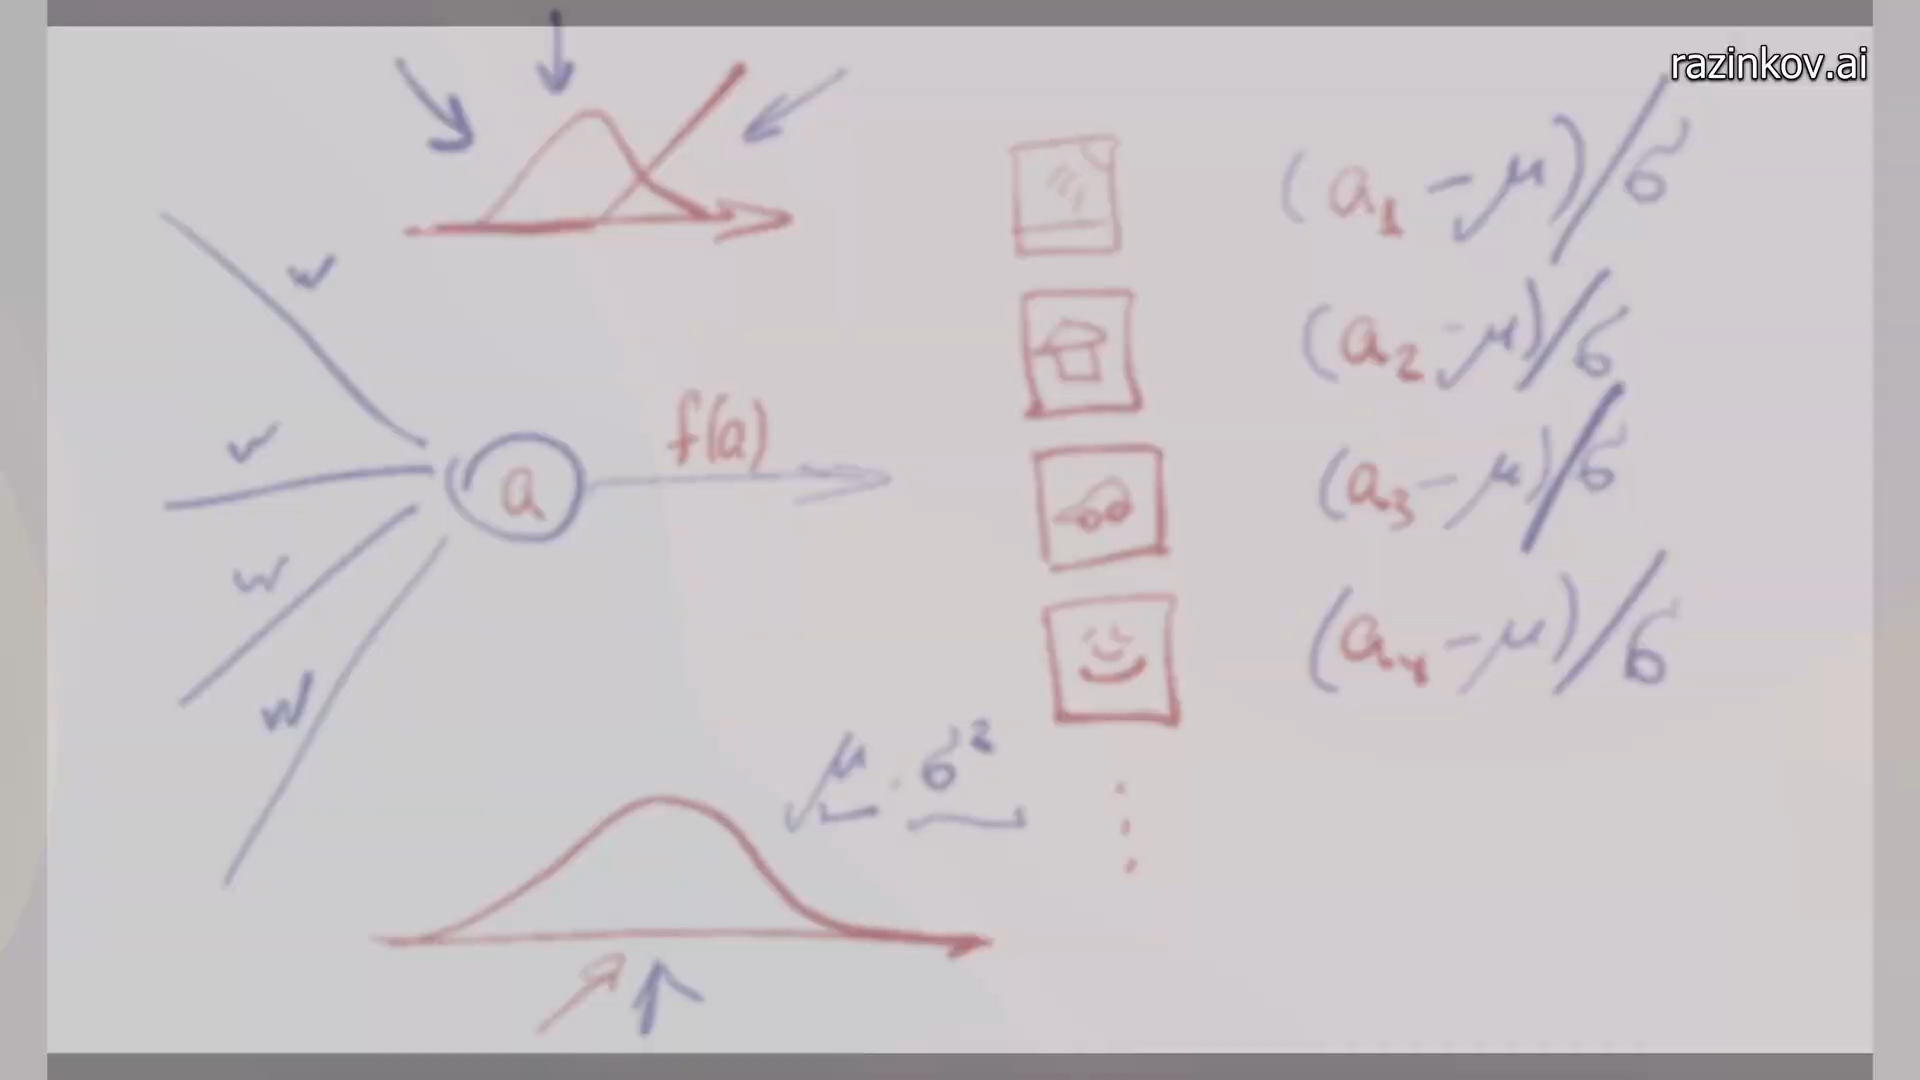 razinkov.ai
(a₁ - μ)/σ
w
(a₂ - μ)/σ
w
f(a)
a
(a₃ - μ)/σ
w
(a₄ - μ)/σ
w
μ, σ²